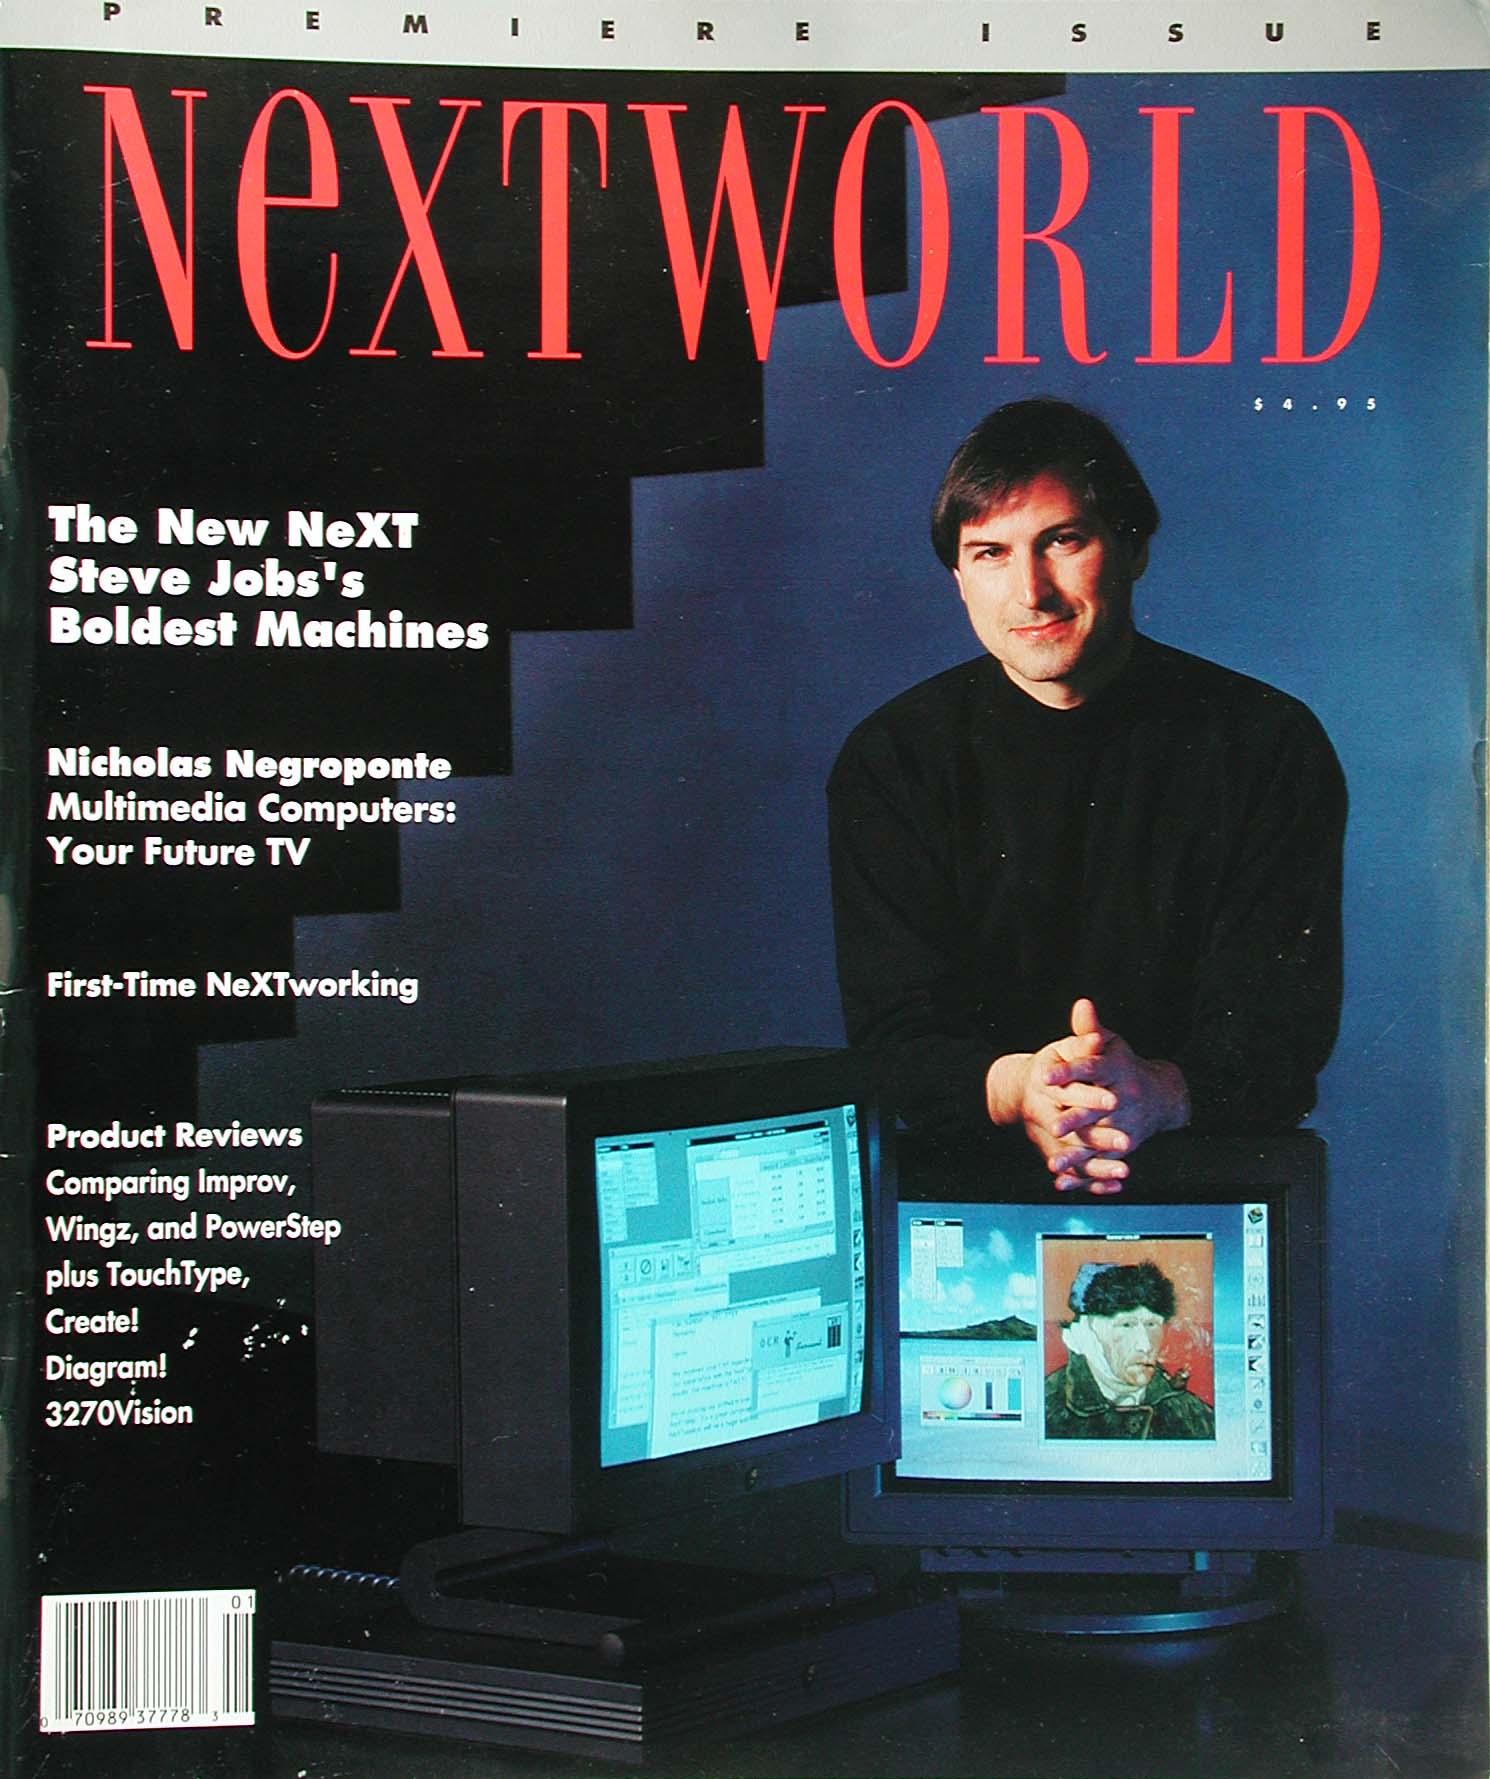 PREMIERE ISSUE
NeXTWORLD
$4.95
The New NeXT
Steve Jobs's
Boldest Machines
Nicholas Negroponte
Multimedia Computers:
Your Future TV
First-Time NeXTworking
Product Reviews
Comparing Improv,
Wingz, and PowerStep
plus TouchType,
Create!
Diagram!
3270Vision
OCR
01
0 70989 37778 3